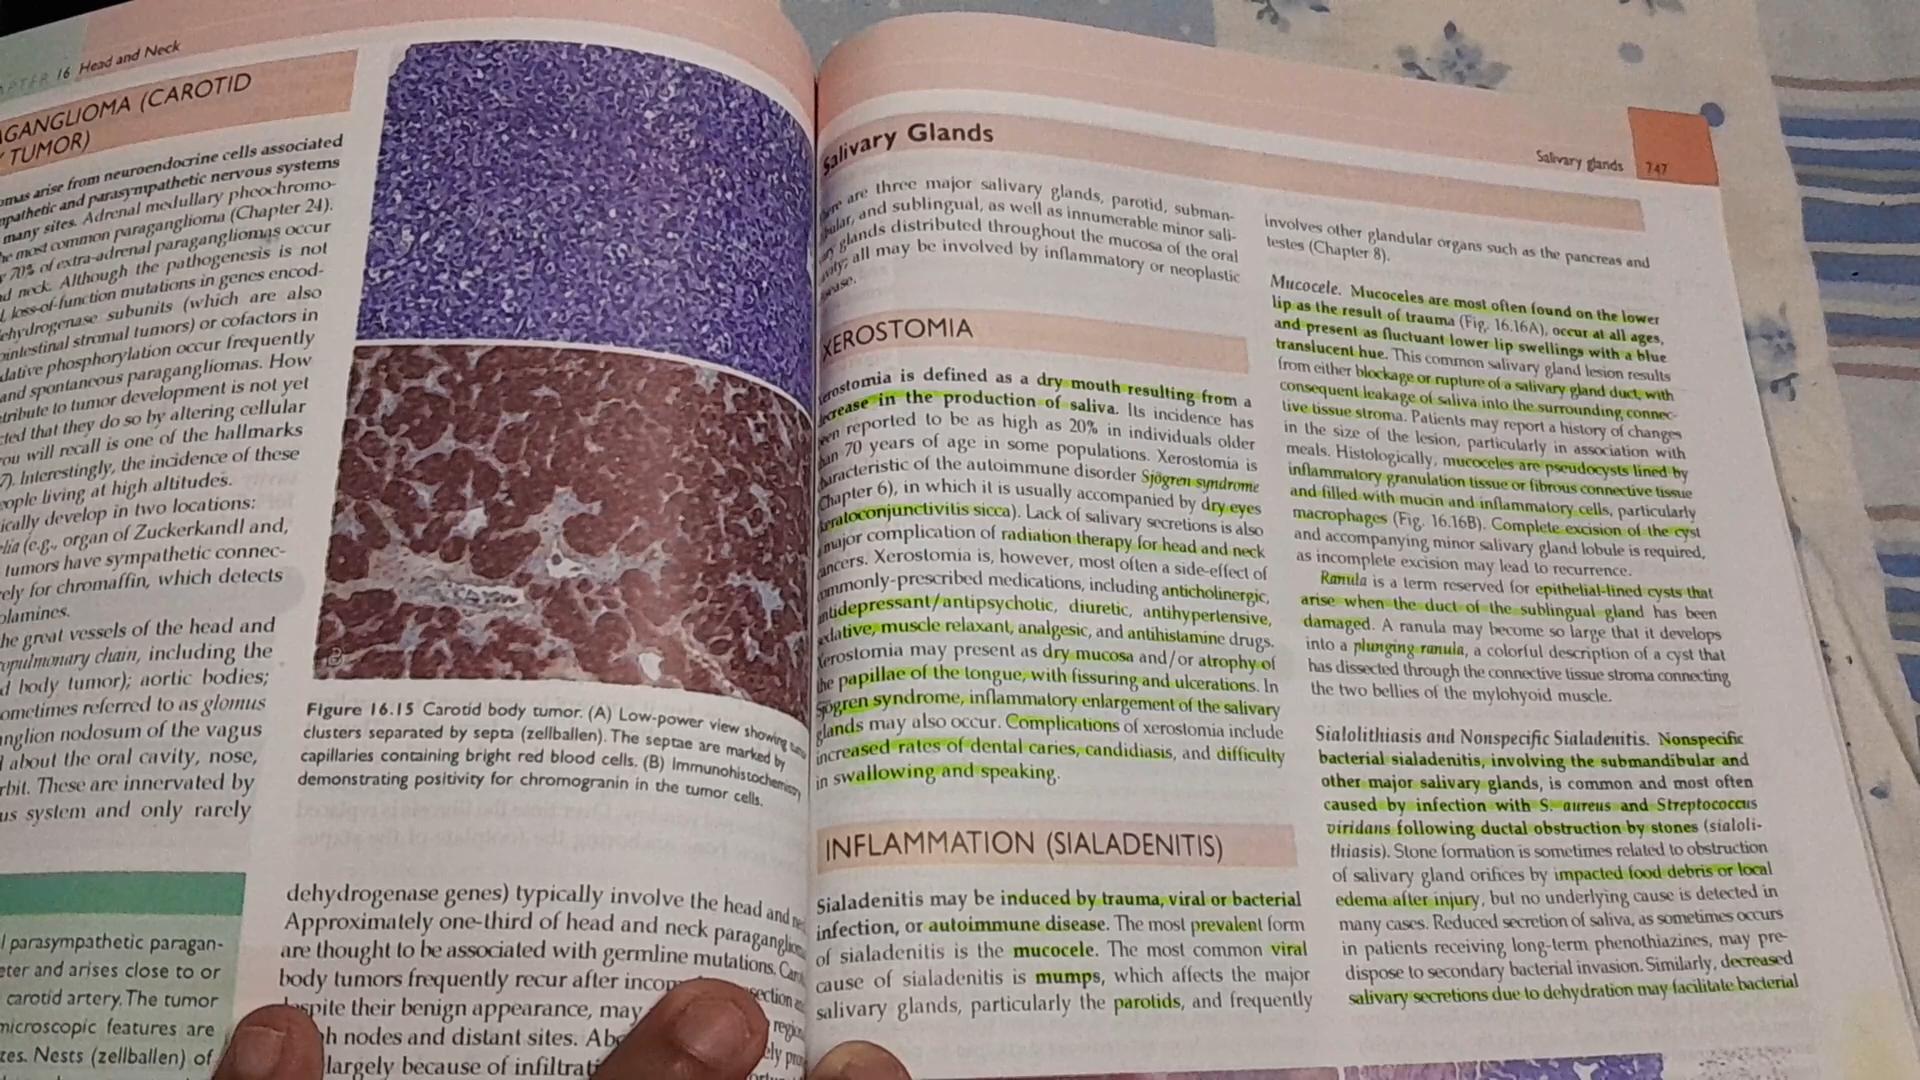 16 Head and Neck
(CAROTID
TUMOR)
arise from neuroendocrine cells associated
and parasympathetic nervous systems
many sites. Adrenal medullary pheochromo-
most common paraganglioma (Chapter 24).
70% of extra-adrenal paragangliomas occur
neck. Although the pathogenesis is not
loss-of-function mutations in genes encod-
subunits (which are also
stromal tumors) or cofactors in
phosphorylation occur frequently
and spontaneous paragangliomas. How
to tumor development is not yet
that they do so by altering cellular
you will recall is one of the hallmarks
7). Interestingly, the incidence of these
living at high altitudes.
develop in two locations:
(e.g., organ of Zuckerkandl and,
tumors have sympathetic connec-
for chromaffin, which detects
the great vessels of the head and
chain, including the
body tumor); aortic bodies;
sometimes referred to as glomus
nodosum of the vagus
about the oral cavity, nose,
These are innervated by
system and only rarely
parasympathetic paragan-
and arises close to or
carotid artery. The tumor
microscopic features are
Nests (zellballen) of
B
Figure 16.15 Carotid body tumor. (A) Low-power view showing
clusters separated by septa (zellballen). The septae are marked by
capillaries containing bright red blood cells. (B) Immunohistochemistry
demonstrating positivity for chromogranin in the tumor cells.
dehydrogenase genes) typically involve the head and
Approximately one-third of head and neck
are thought to be associated with germline mutations.
body tumors frequently recur after
despite their benign appearance, may
nodes and distant sites.
largely because of
Salivary glands 747
Salivary Glands
are three major salivary glands, parotid, subman-
and sublingual, as well as innumerable minor sali-
glands distributed throughout the mucosa of the oral
all may be involved by inflammatory or neoplastic
XEROSTOMIA
Xerostomia is defined as a dry mouth resulting from a
decrease in the production of saliva. Its incidence has
been reported to be as high as 20% in individuals older
than 70 years of age in some populations. Xerostomia is
characteristic of the autoimmune disorder Sjögren syndrome
(Chapter 6), in which it is usually accompanied by dry eyes
(keratoconjunctivitis sicca). Lack of salivary secretions is also
major complication of radiation therapy for head and neck
cancers. Xerostomia is, however, most often a side-effect of
commonly-prescribed medications, including anticholinergic,
antidepressant/antipsychotic, diuretic, antihypertensive,
sedative, muscle relaxant, analgesic, and antihistamine drugs.
Xerostomia may present as dry mucosa and/or atrophy of
the papillae of the tongue, with fissuring and ulcerations. In
Sjögren syndrome, inflammatory enlargement of the salivary
glands may also occur. Complications of xerostomia include
increased rates of dental caries, candidiasis, and difficulty
in swallowing and speaking.
INFLAMMATION (SIALADENITIS)
Sialadenitis may be induced by trauma, viral or bacterial
infection, or autoimmune disease. The most prevalent form
of sialadenitis is the mucocele. The most common viral
cause of sialadenitis is mumps, which affects the major
salivary glands, particularly the parotids, and frequently
involves other glandular organs such as the pancreas and
testes (Chapter 8).
Mucocele. Mucoceles are most often found on the lower
lip as the result of trauma (Fig. 16.16A), occur at all ages,
and present as fluctuant lower lip swellings with a blue
translucent hue. This common salivary gland lesion results
from either blockage or rupture of a salivary gland duct, with
consequent leakage of saliva into the surrounding connec-
tive tissue stroma. Patients may report a history of changes
in the size of the lesion, particularly in association with
meals. Histologically, mucoceles are pseudocysts lined by
inflammatory granulation tissue or fibrous connective tissue
and filled with mucin and inflammatory cells, particularly
macrophages (Fig. 16.16B). Complete excision of the cyst
and accompanying minor salivary gland lobule is required,
as incomplete excision may lead to recurrence.
Ranula is a term reserved for epithelial-lined cysts that
arise when the duct of the sublingual gland has been
damaged. A ranula may become so large that it develops
into a plunging ranula, a colorful description of a cyst that
has dissected through the connective tissue stroma connecting
the two bellies of the mylohyoid muscle.
Sialolithiasis and Nonspecific Sialadenitis. Nonspecific
bacterial sialadenitis, involving the submandibular and
other major salivary glands, is common and most often
caused by infection with S. aureus and Streptococcus
viridans following ductal obstruction by stones (sialoli-
thiasis). Stone formation is sometimes related to obstruction
of salivary gland orifices by impacted food debris or local
edema after injury, but no underlying cause is detected in
many cases. Reduced secretion of saliva, as sometimes occurs
in patients receiving long-term phenothiazines, may pre-
dispose to secondary bacterial invasion. Similarly, decreased
salivary secretions due to dehydration may facilitate bacterial